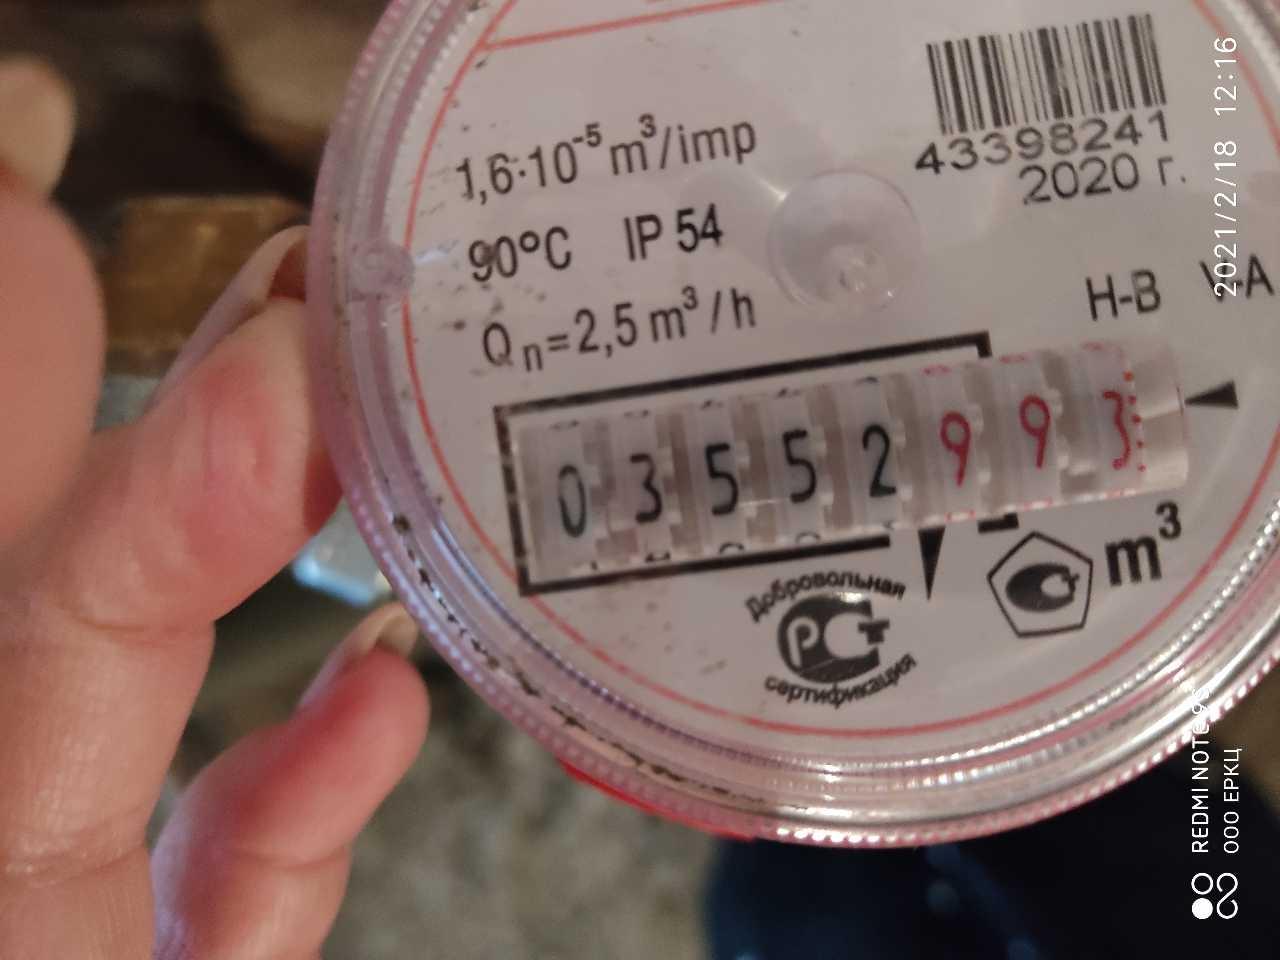 1,6·10⁻⁵ m³/imp
43398241
2020 г.
90°C IP 54
Qn=2,5 m³/h
H-B
03552993
m³
Добровольная
РСт
сертификация
2021/2/18 12:16
REDMI NOTE 9S
ООО ЕРКЦ